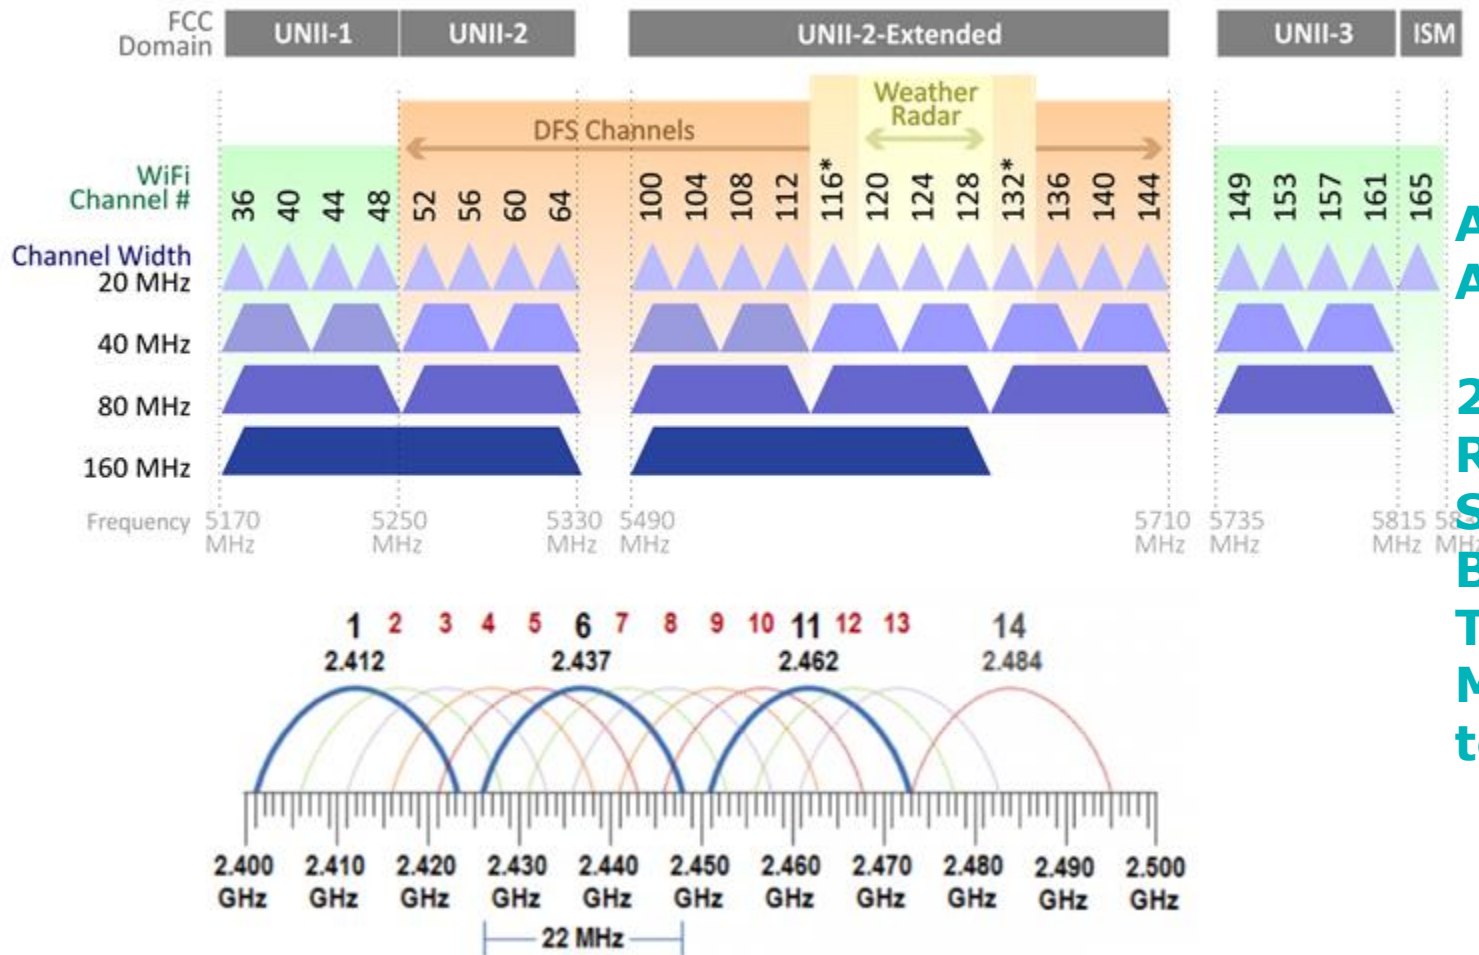 FCC Domain UNII-1 UNII-2 UNII-2-Extended UNII-3 ISM
Weather Radar
DFS Channels
WiFi Channel # 36 40 44 48 52 56 60 64 100 104 108 112 116* 120 124 128 132* 136 140 144 149 153 157 161 165
Channel Width
20 MHz
40 MHz
80 MHz
160 MHz
Frequency 5170 MHz 5250 MHz 5330 MHz 5490 MHz 5710 MHz 5735 MHz 5815 MHz
1 2 3 4 5 6 7 8 9 10 11 12 13 14
2.412 2.437 2.462 2.484
2.400 2.410 2.420 2.430 2.440 2.450 2.460 2.470 2.480 2.490 2.500
GHz GHz GHz GHz GHz GHz GHz GHz GHz GHz GHz
22 MHz